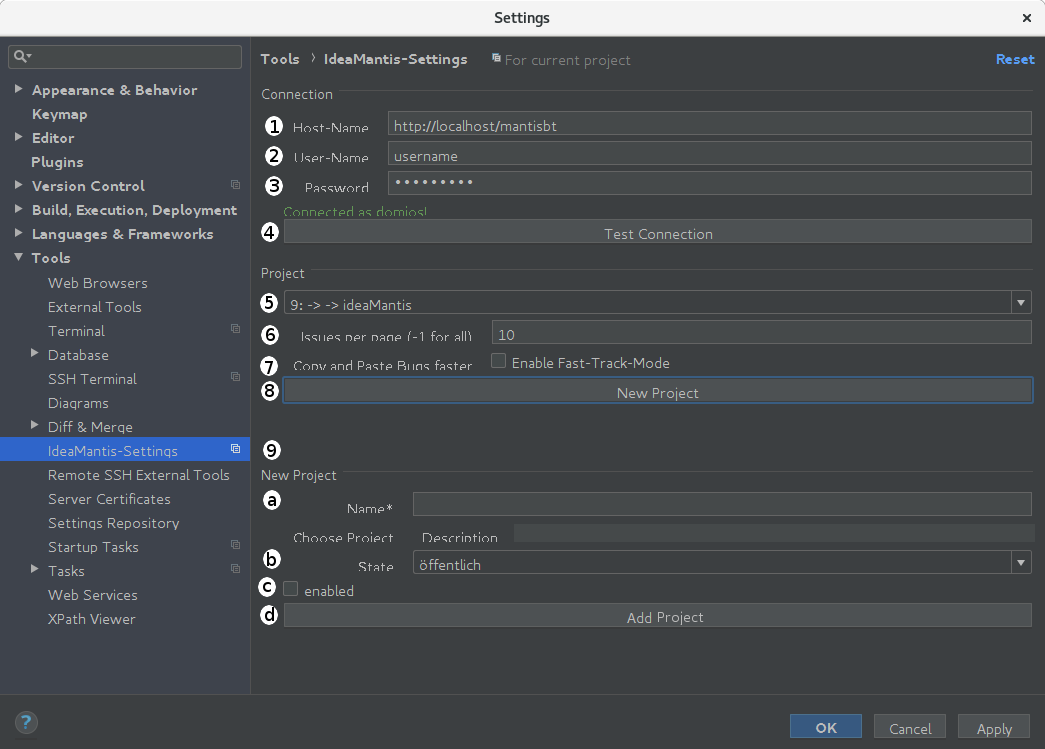 Settings
Tools › IdeaMantis-Settings For current project Reset
Appearance & Behavior
Keymap
Editor
Plugins
Version Control
Build, Execution, Deployment
Languages & Frameworks
Tools
Web Browsers
External Tools
Terminal
Database
SSH Terminal
Diagrams
Diff & Merge
IdeaMantis-Settings
Remote SSH External Tools
Server Certificates
Settings Repository
Startup Tasks
Tasks
Web Services
XPath Viewer
Connection
1 Host-Name http://localhost/mantisbt
2 User-Name username
3 Password •••••••••
Connected as domjos!
4 Test Connection
Project
5 9: -> -> ideaMantis
6 Issues per page (-1 for all) 10
7 Copy and Paste Bugs faster Enable Fast-Track-Mode
8 New Project
9
New Project
a Name*
Choose Project Description
b State öffentlich
c enabled
d Add Project
? OK Cancel Apply